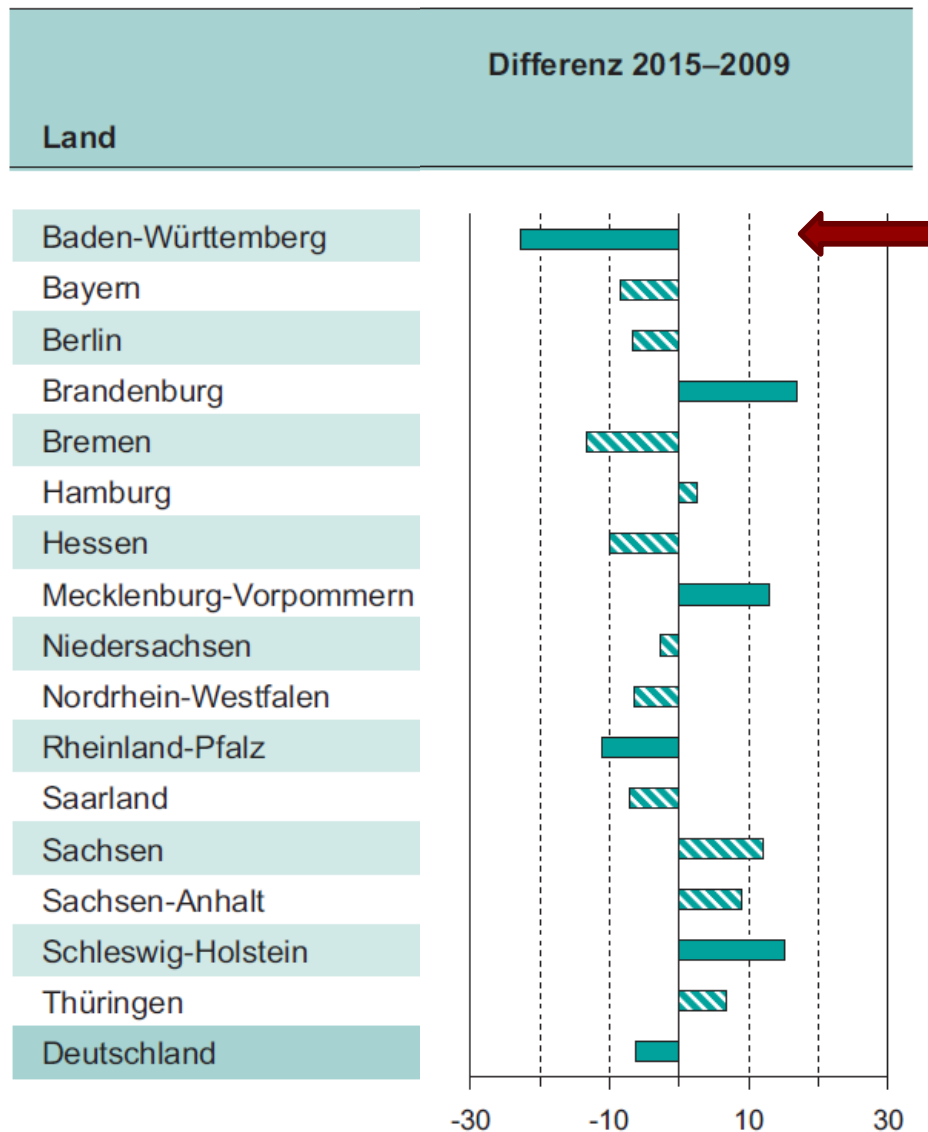 Differenz 2015–2009
Land
Baden-Württemberg
Bayern
Berlin
Brandenburg
Bremen
Hamburg
Hessen
Mecklenburg-Vorpommern
Niedersachsen
Nordrhein-Westfalen
Rheinland-Pfalz
Saarland
Sachsen
Sachsen-Anhalt
Schleswig-Holstein
Thüringen
Deutschland
-30 -10 10 30